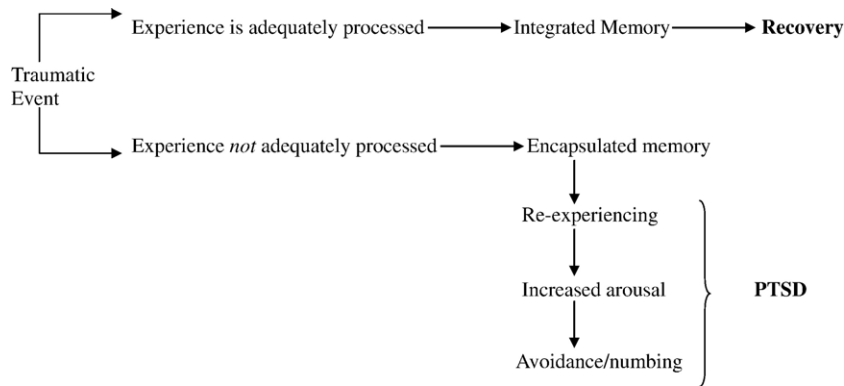 Experience is adequately processed Integrated Memory Recovery
Traumatic
Event
Experience not adequately processed Encapsulated memory
Re-experiencing
Increased arousal PTSD
Avoidance/numbing